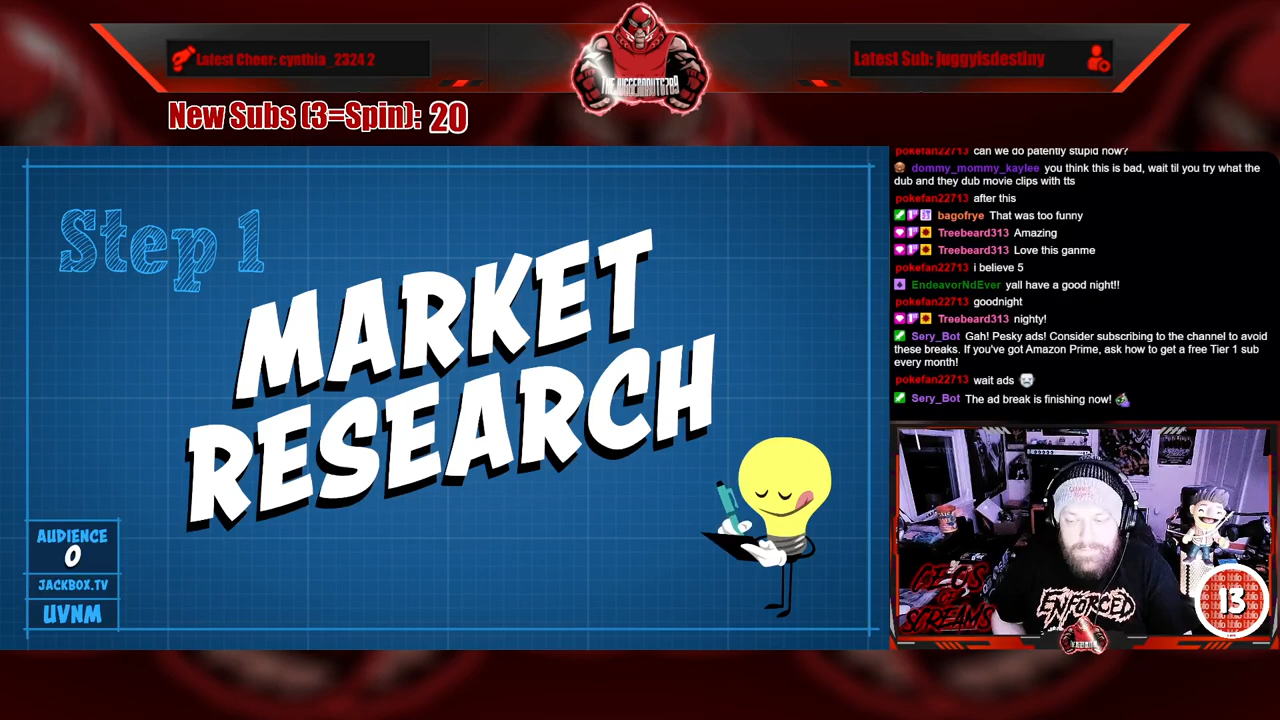 Latest Cheer: cynthia_2324 2
THEJUGGERNAUT6789
Latest Sub: juggyisdestiny
New Subs (3=Spin): 20
Step 1
MARKET
RESEARCH
AUDIENCE
0
JACKBOX.TV
UVNM
pokefan22713 can we do patently stupid now?
dommy_mommy_kaylee you think this is bad, wait til you try what the
dub and they dub movie clips with tts
pokefan22713 after this
bagofrye That was too funny
Treebeard313 Amazing
Treebeard313 Love this ganme
pokefan22713 i believe 5
EndeavorNdEver yall have a good night!!
pokefan22713 goodnight
Treebeard313 nighty!
Sery_Bot Gah! Pesky ads! Consider subscribing to the channel to avoid
these breaks. If you've got Amazon Prime, ask how to get a free Tier 1 sub
every month!
pokefan22713 wait ads
Sery_Bot The ad break is finishing now!
ENFORCED
OF
SCREAMS
13